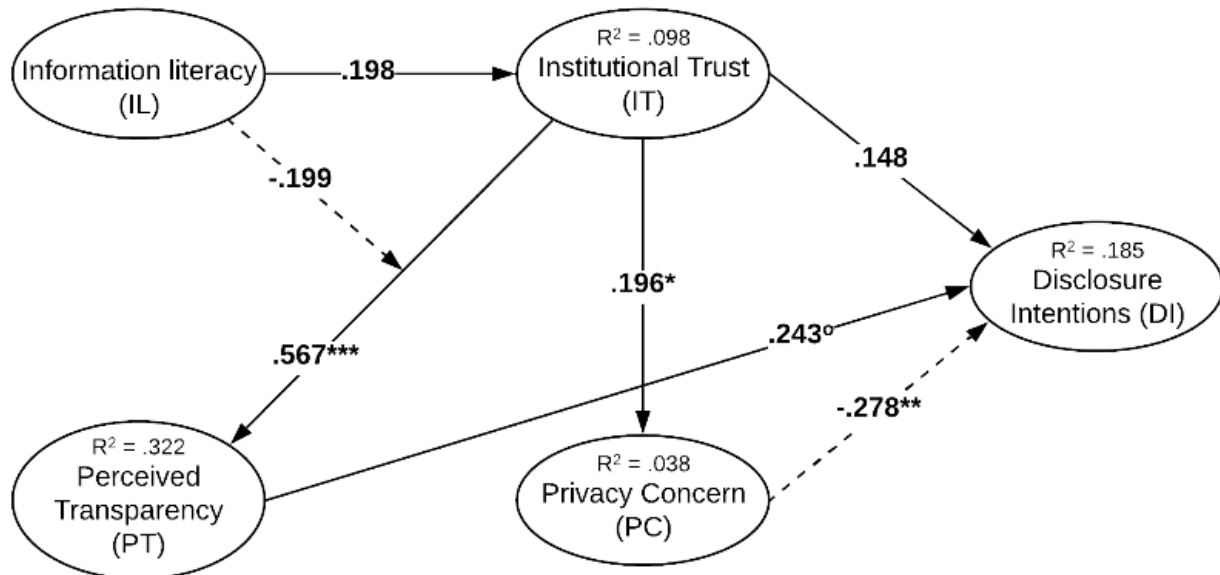 Information literacy
(IL)
.198
R² = .098
Institutional Trust
(IT)
-.199
.148
.196*
R² = .185
Disclosure
Intentions (DI)
.567***
.243º
-.278**
R² = .322
Perceived
Transparency
(PT)
R² = .038
Privacy Concern
(PC)